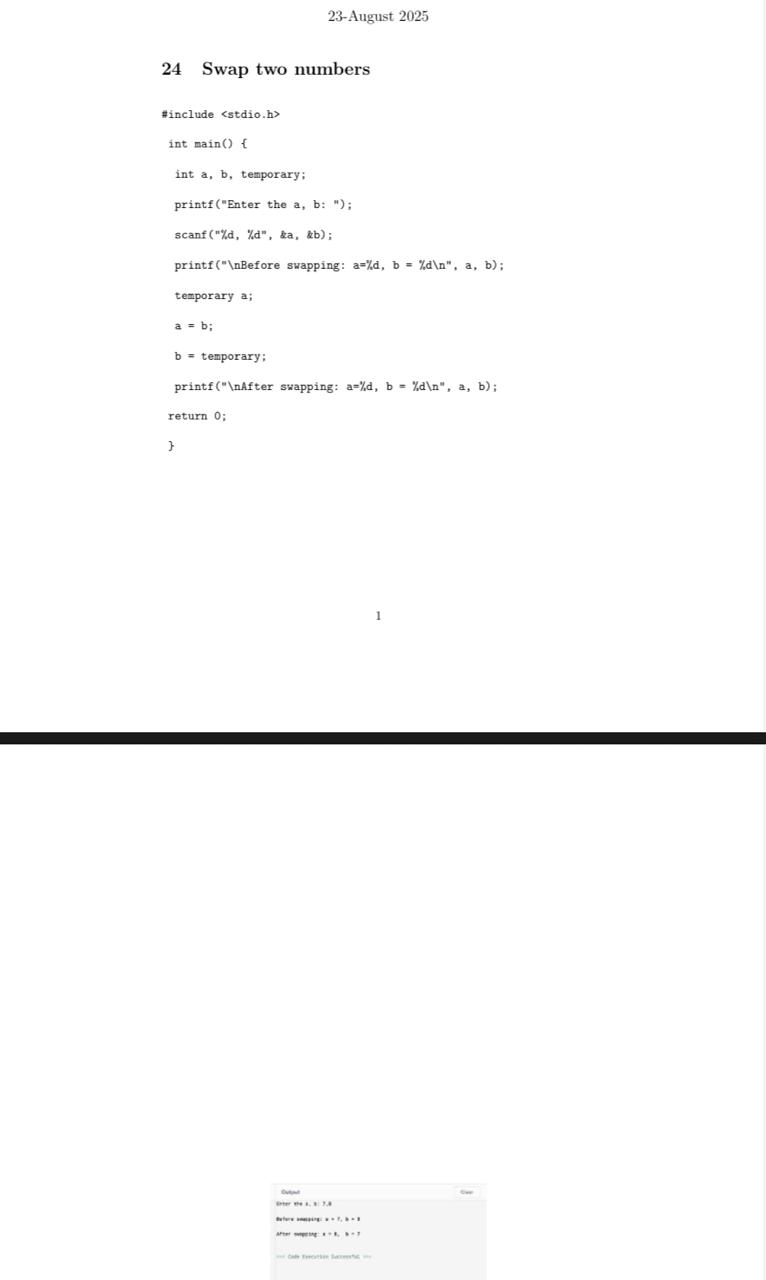 23-August 2025
24 Swap two numbers
#include <stdio.h>
int main() {
int a, b, temporary;
printf("Enter the a, b: ");
scanf("%d, %d", &a, &b);
printf("\nBefore swapping: a=%d, b = %d\n", a, b);
temporary a;
a = b;
b = temporary;
printf("\nAfter swapping: a=%d, b = %d\n", a, b);
return 0;
}
1
Output
Clear
Enter the a, b: 7,8
Before swapping: a = 7, b = 8
After swapping: a = 8, b = 7
=== Code Execution Successful ===